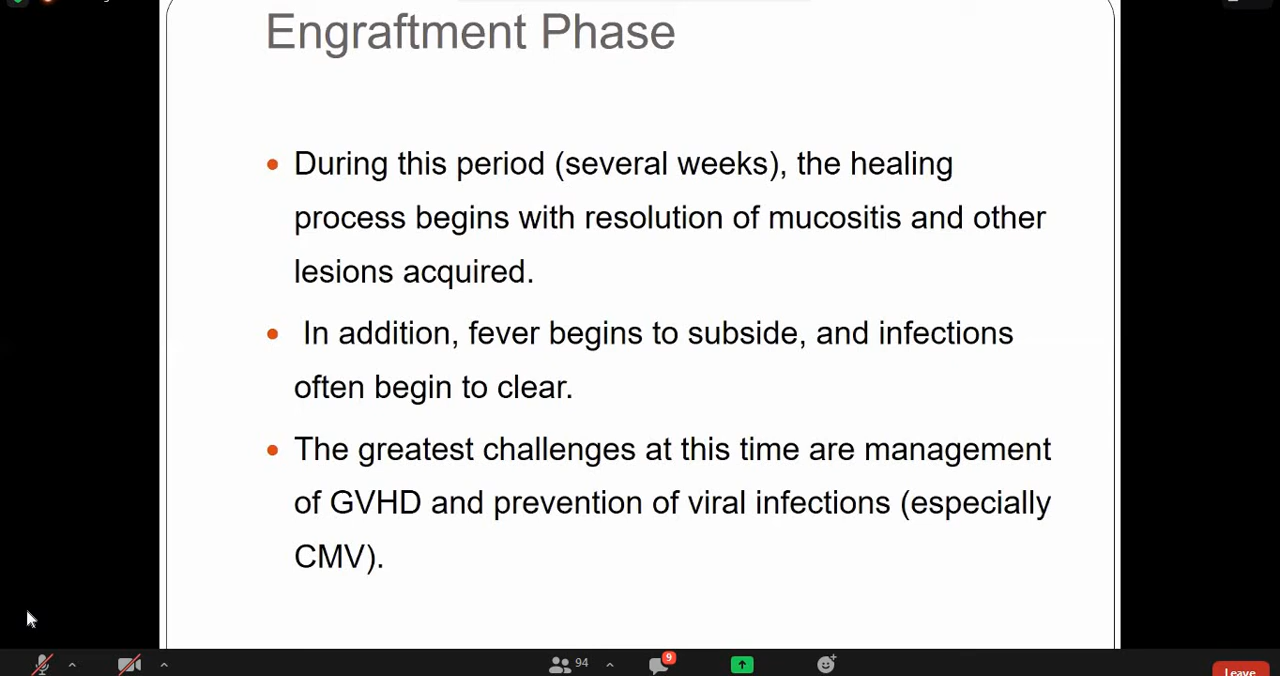 Engraftment Phase
• During this period (several weeks), the healing
process begins with resolution of mucositis and other
lesions acquired.
• In addition, fever begins to subside, and infections
often begin to clear.
• The greatest challenges at this time are management
of GVHD and prevention of viral infections (especially
CMV).
94
9
Leave